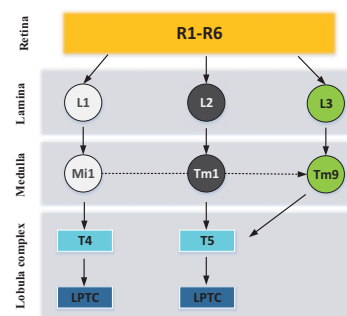 Retina
R1-R6
Lamina
L1 L2 L3
Medulla
Mi1 Tm1 Tm9
Lobula complex
T4 T5
LPTC LPTC